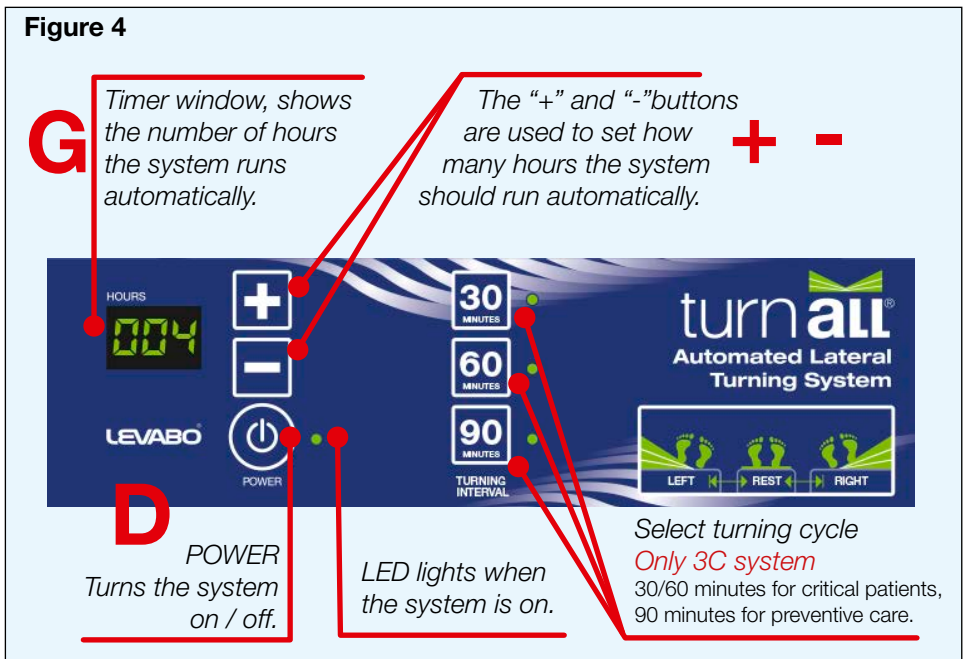 Figure 4
G
Timer window, shows
the number of hours
the system runs
automatically.
The “+” and “-”buttons
are used to set how
many hours the system
should run automatically.
+ -
HOURS
004
+
-
LEVABO®
POWER
30
MINUTES
60
MINUTES
90
MINUTES
TURNING
INTERVAL
turnall®
Automated Lateral
Turning System
LEFT REST RIGHT
D
POWER
Turns the system
on / off.
LED lights when
the system is on.
Select turning cycle
Only 3C system
30/60 minutes for critical patients,
90 minutes for preventive care.